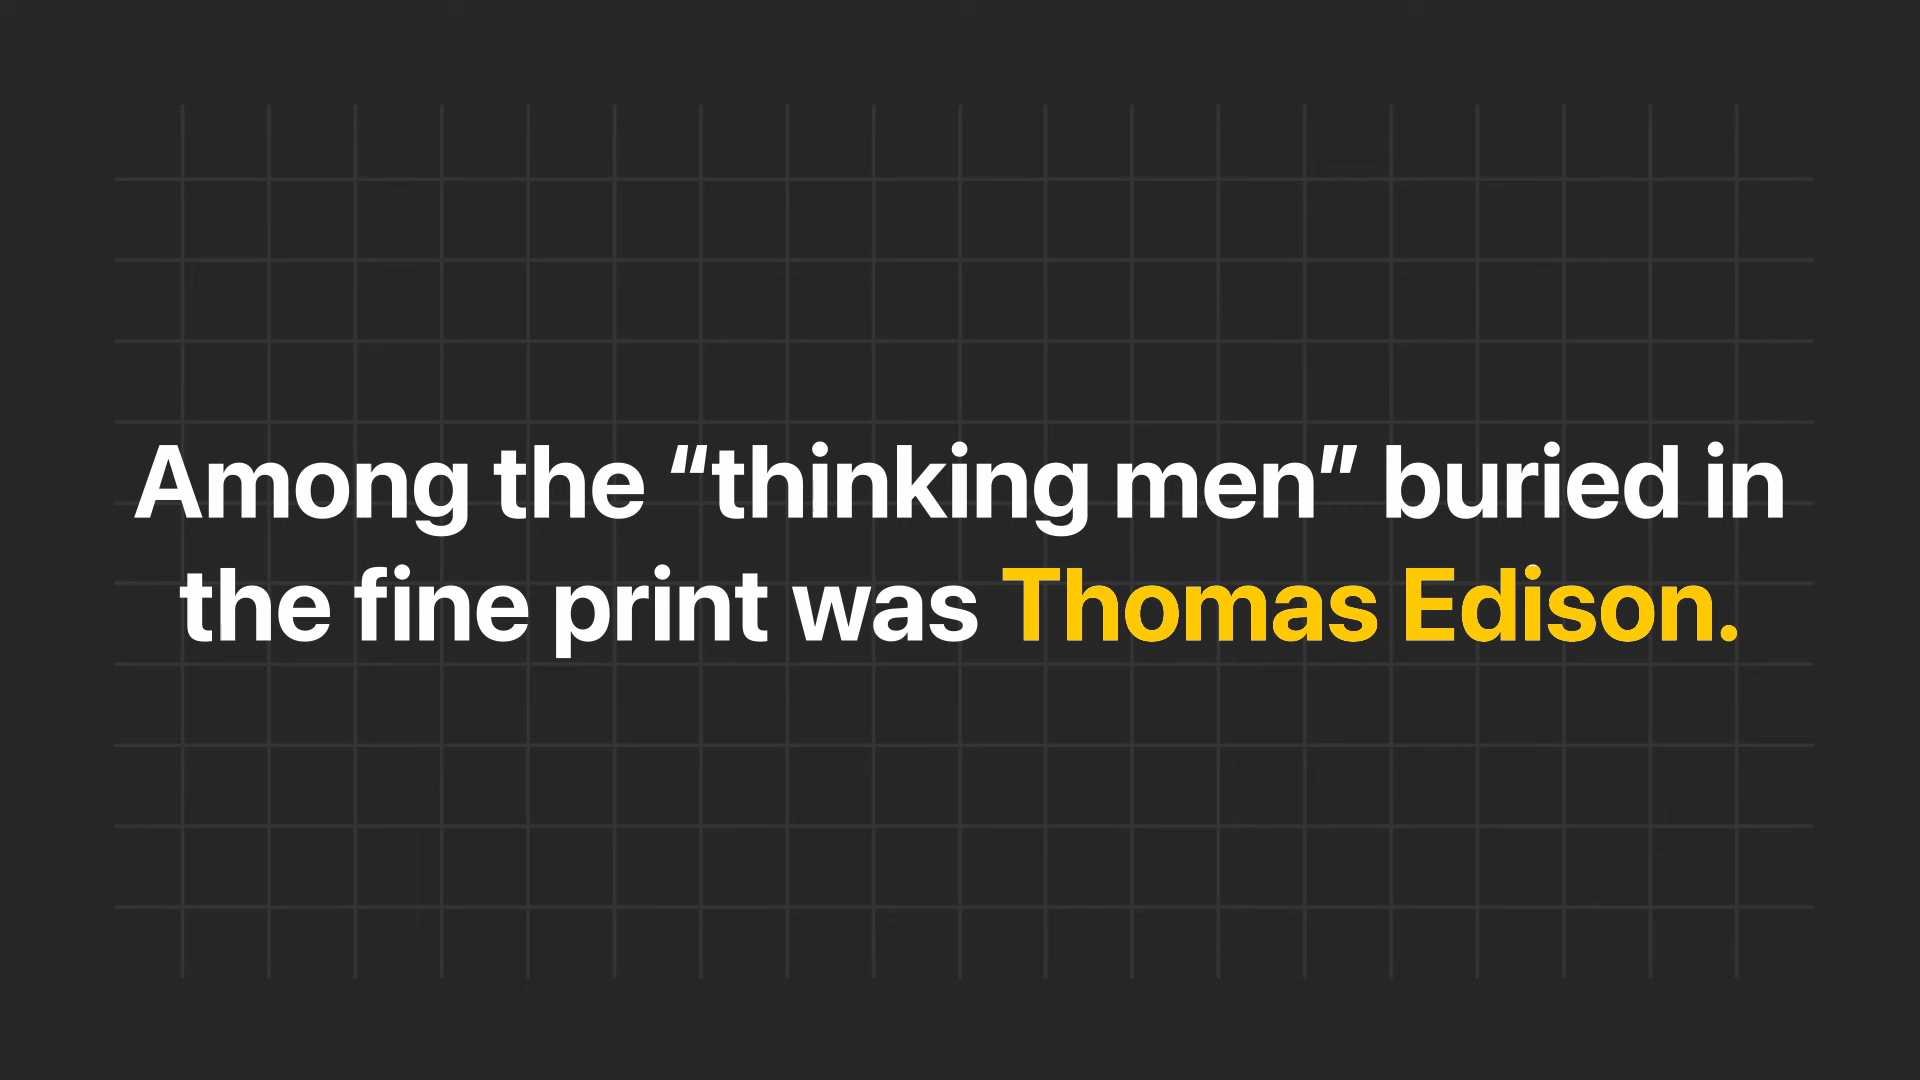 Among the “thinking men” buried in
the fine print was Thomas Edison.